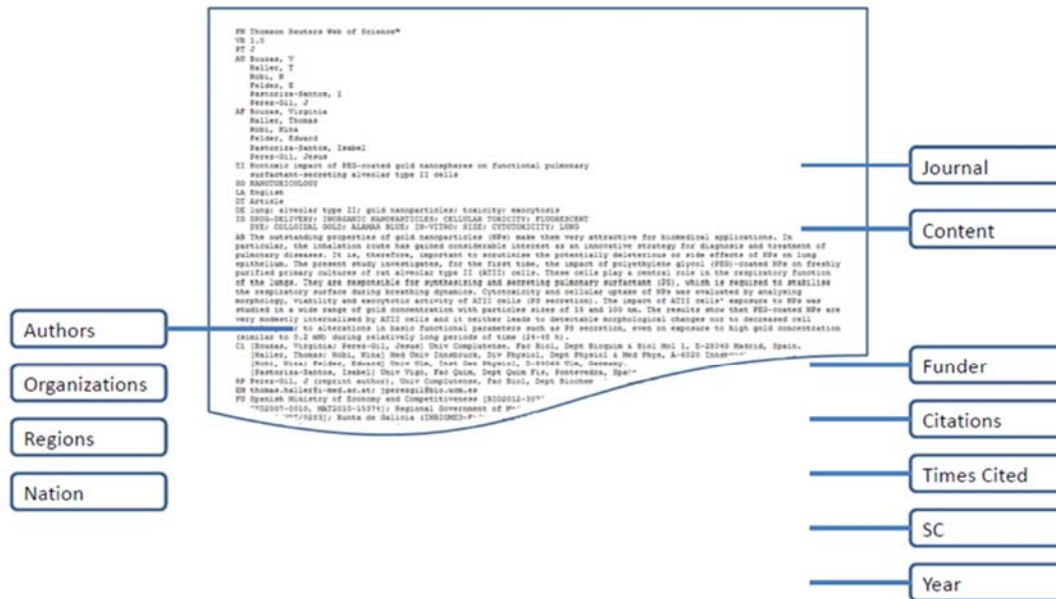 FN Thomson Reuters Web of Science™
VR 1.0
PT J
AU Bouzas, V
Haller, T
Hobi, N
Felder, E
Pastoriza-Santos, I
Perez-Gil, J
AF Bouzas, Virginia
Haller, Thomas
Hobi, Nina
Felder, Edward
Pastoriza-Santos, Isabel
Perez-Gil, Jesus
TI Nontoxic impact of PEG-coated gold nanospheres on functional pulmonary
surfactant-secreting alveolar type II cells
SO NANOTOXICOLOGY
LA English
DT Article
DE lung; alveolar type II; gold nanoparticles; toxicity; exocytosis
ID DRUG-DELIVERY; INORGANIC NANOPARTICLES; CELLULAR TOXICITY; FLUORESCENT
DYE; COLLOIDAL GOLD; ALAMAR BLUE; IN-VITRO; SIZE; CYTOTOXICITY; LUNG
AB The outstanding properties of gold nanoparticles (NPs) make them very attractive for biomedical applications. In
particular, the inhalation route has gained considerable interest as an innovative strategy for diagnosis and treatment of
pulmonary diseases. It is, therefore, important to scrutinise the potentially deleterious or side effects of NPs on lung
epithelium. The present study investigates, for the first time, the impact of polyethylene glycol (PEG)-coated NPs on freshly
purified primary cultures of rat alveolar type II (ATII) cells. These cells play a central role in the respiratory function
of the lungs. They are responsible for synthesising and secreting pulmonary surfactant (PS), which is required to stabilise
the respiratory surface during breathing dynamics. Cytotoxicity and cellular uptake of NPs was evaluated by analysing
morphology, viability and exocytotic activity of ATII cells (PS secretion). The impact of ATII cells' exposure to NPs was
studied in a wide range of gold concentration with particles sizes of 15 and 100 nm. The results show that PEG-coated NPs are
very modestly internalised by ATII cells and it neither leads to detectable morphological changes nor to decreased cell
to alterations in basic functional parameters such as PS secretion, even on exposure to high gold concentration
(similar to 0.2 mM) during relatively long periods of time (24-48 h).
C1 [Bouzas, Virginia; Perez-Gil, Jesus] Univ Complutense, Fac Biol, Dept Bioquim & Biol Mol 1, E-28040 Madrid, Spain.
[Haller, Thomas; Hobi, Nina] Med Univ Innsbruck, Div Physiol, Dept Physiol & Med Phys, A-6020
[Hobi, Nina; Felder, Edward] Univ Ulm, Inst Gen Physiol, D-89069 Ulm, Germany.
[Pastoriza-Santos, Isabel] Univ Vigo, Fac Quim, Dept Quim Fis, Pontevedra,
RP Perez-Gil, J (reprint author), Univ Complutense, Fac Biol, Dept
EM thomas.haller@i-med.ac.at; jperezgil@bio.ucm.es
FU Spanish Ministry of Economy and Competitiveness
Regional Government of
Xunta de Galicia
Journal
Content
Authors
Organizations
Regions
Nation
Funder
Citations
Times Cited
SC
Year